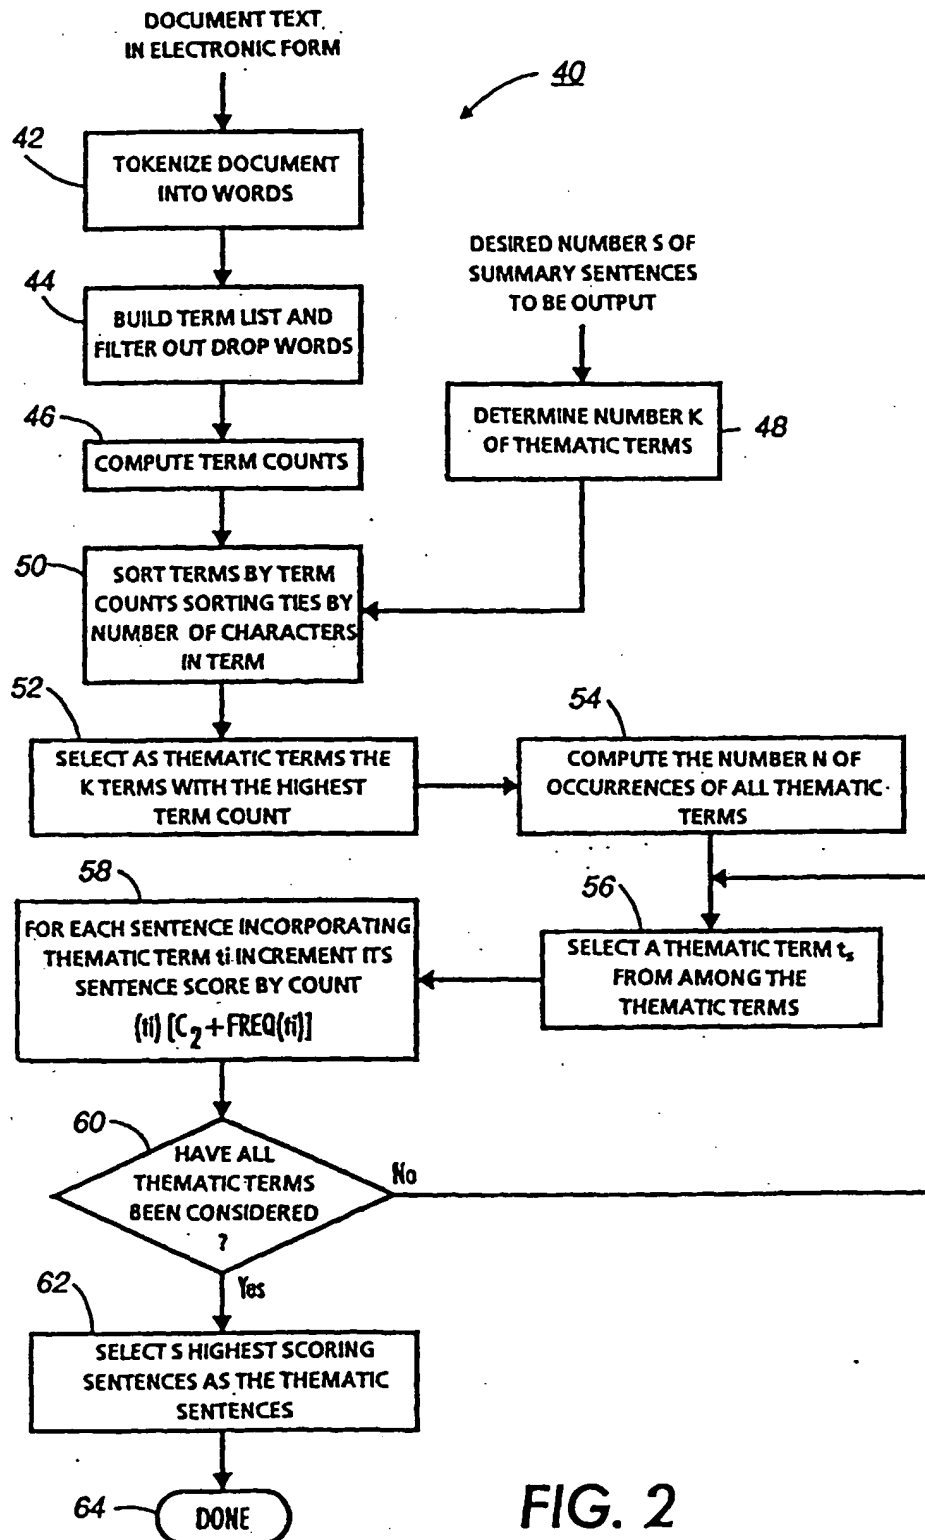 DOCUMENT TEXT
IN ELECTRONIC FORM
40
42
TOKENIZE DOCUMENT
INTO WORDS
DESIRED NUMBER S OF
SUMMARY SENTENCES
TO BE OUTPUT
44
BUILD TERM LIST AND
FILTER OUT DROP WORDS
46
COMPUTE TERM COUNTS
DETERMINE NUMBER K
OF THEMATIC TERMS
48
50
SORT TERMS BY TERM
COUNTS SORTING TIES BY
NUMBER OF CHARACTERS
IN TERM
52
SELECT AS THEMATIC TERMS THE
K TERMS WITH THE HIGHEST
TERM COUNT
54
COMPUTE THE NUMBER N OF
OCCURRENCES OF ALL THEMATIC
TERMS
56
SELECT A THEMATIC TERM ts
FROM AMONG THE
THEMATIC TERMS
58
FOR EACH SENTENCE INCORPORATING
THEMATIC TERM ti INCREMENT ITS
SENTENCE SCORE BY COUNT
(ti) [C2+FREQ(ti)]
60
HAVE ALL
THEMATIC TERMS
BEEN CONSIDERED
?
No
Yes
62
SELECT S HIGHEST SCORING
SENTENCES AS THE THEMATIC
SENTENCES
64
DONE
FIG. 2